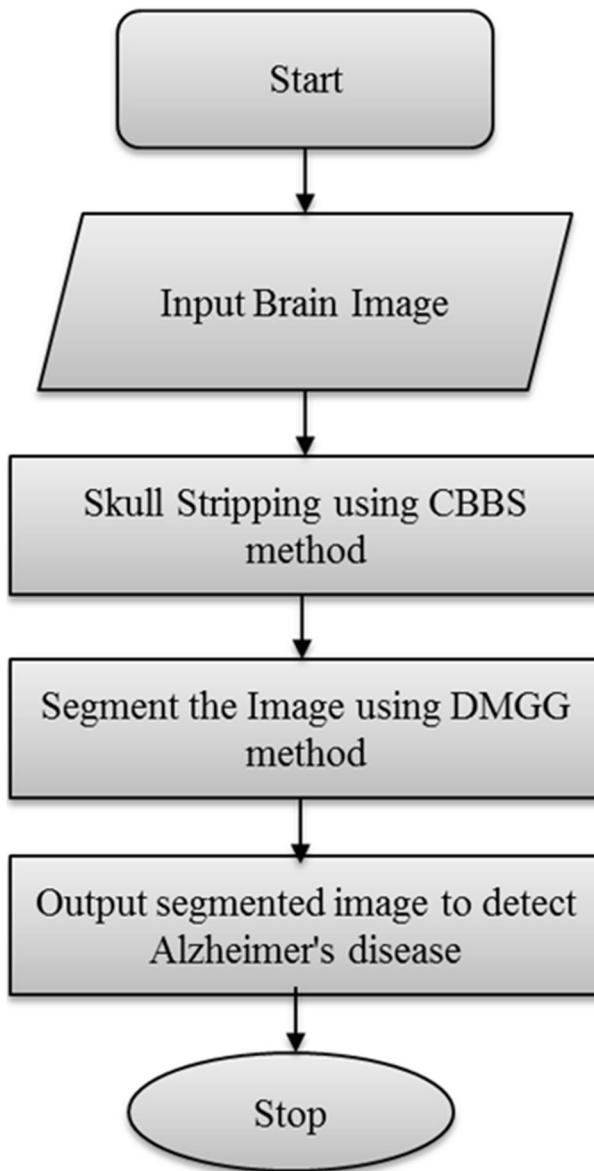 Start
Input Brain Image
Skull Stripping using CBBS
method
Segment the Image using DMGG
method
Output segmented image to detect
Alzheimer's disease
Stop